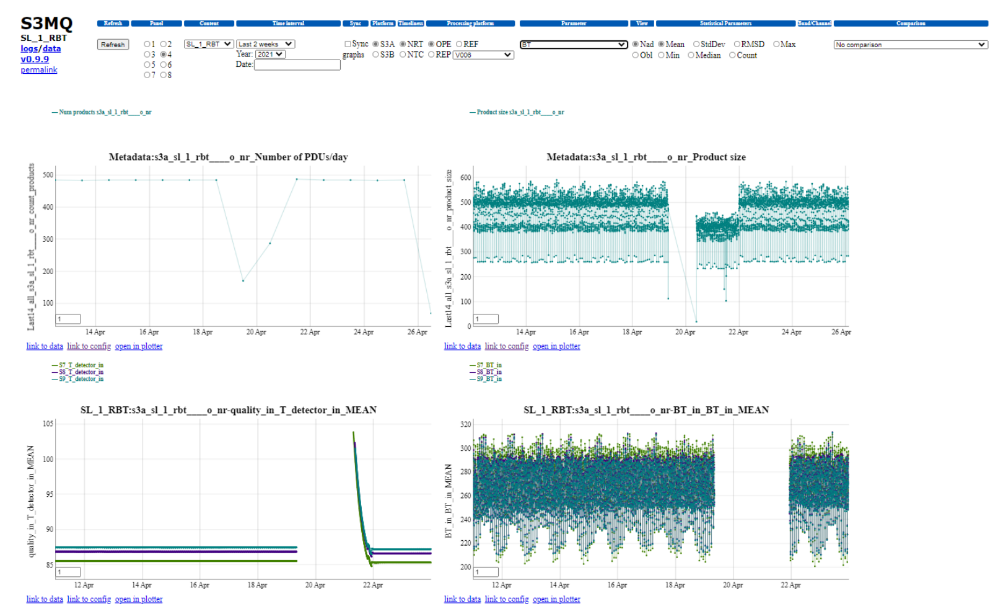 S3MQ
SL_1_RBT
logs/data
v0.9.9
permalink
Refresh Panel Content Time interval Sync Platform Timeliness Processing platform Parameter View Statistical Parameters Band/Channel Comparison
Refresh 1 2 SL_1_RBT Last 2 weeks Sync S3A NRT OPE REF BT Nad Mean StdDev RMSD Max No comparison
3 4 Year: 2021 graphs S3B NTC REP V006 Obl Min Median Count
5 6 Date:
7 8
Num products s3a_sl_1_rbt____o_nr
Metadata:s3a_sl_1_rbt____o_nr_Number of PDUs/day
Last14_all_s3a_sl_1_rbt____o_nr_count_products
500
400
300
200
100
1
14 Apr 16 Apr 18 Apr 20 Apr 22 Apr 24 Apr 26 Apr
link to data link to config open in plotter
Product size s3a_sl_1_rbt____o_nr
Metadata:s3a_sl_1_rbt____o_nr_Product size
Last14_all_s3a_sl_1_rbt____o_nr_product_size
600
500
400
300
200
100
0
1
14 Apr 16 Apr 18 Apr 20 Apr 22 Apr 24 Apr 26 Apr
link to data link to config open in plotter
S7_T_detector_in
S8_T_detector_in
S9_T_detector_in
SL_1_RBT:s3a_sl_1_rbt____o_nr-quality_in_T_detector_in_MEAN
quality_in_T_detector_in_MEAN
105
100
95
90
85
1
12 Apr 14 Apr 16 Apr 18 Apr 20 Apr 22 Apr
link to data link to config open in plotter
S7_BT_in
S8_BT_in
S9_BT_in
SL_1_RBT:s3a_sl_1_rbt____o_nr-BT_in_BT_in_MEAN
BT_in_BT_in_MEAN
320
300
280
260
240
220
200
1
12 Apr 14 Apr 16 Apr 18 Apr 20 Apr 22 Apr
link to data link to config open in plotter